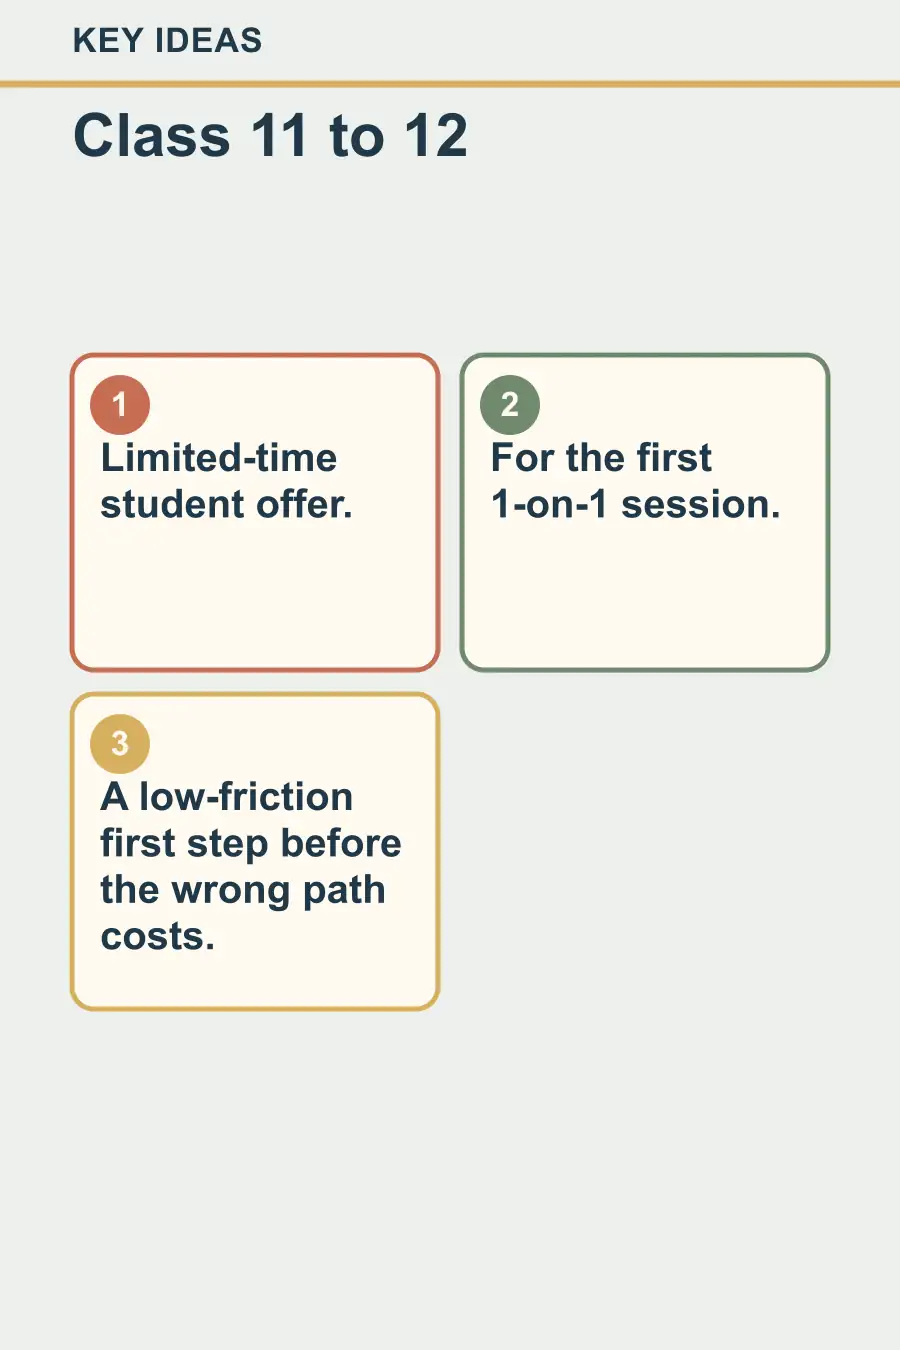 KEY IDEAS
Class 11 to 12
1
Limited-time
student offer.
2
For the first
1-on-1 session.
3
A low-friction
first step before
the wrong path
costs.